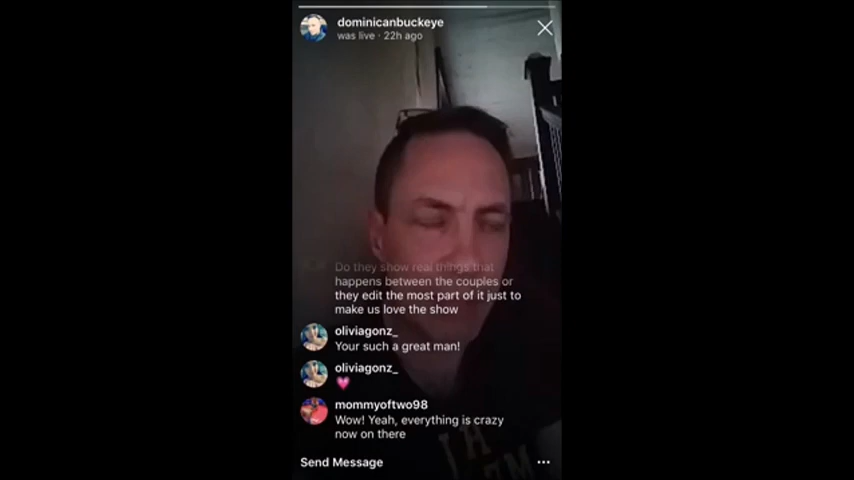 dominicanbuckeye
was live · 22h ago
Do they show real things that
happens between the couples or
they edit the most part of it just to
make us love the show
oliviagonz_
Your such a great man!
oliviagonz_
💗
mommyoftwo98
Wow! Yeah, everything is crazy
now on there
Send Message